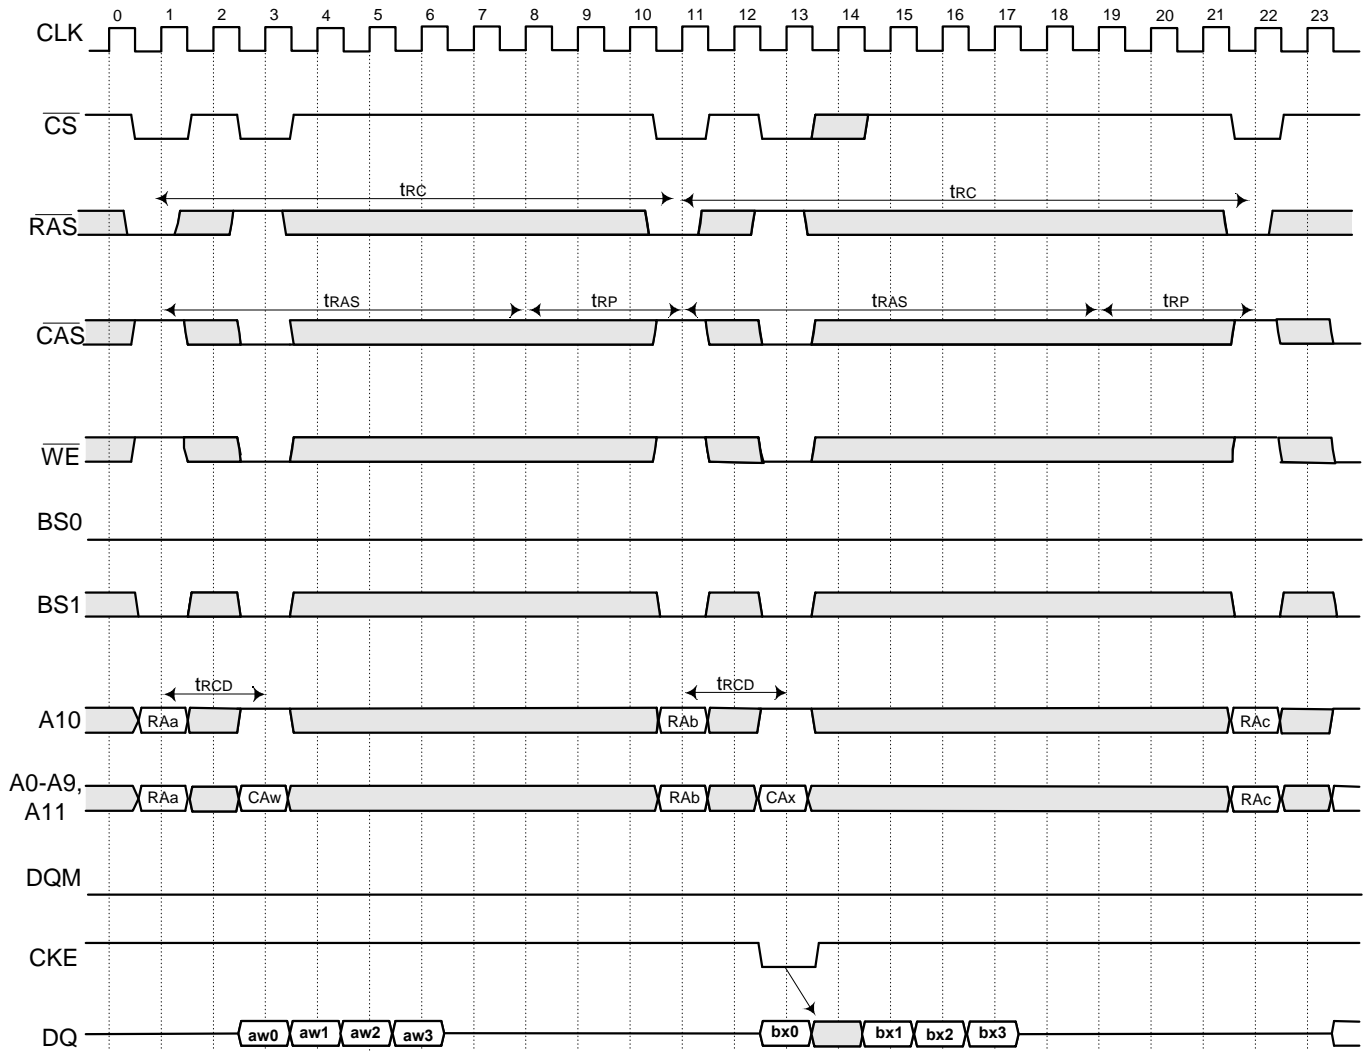 0 1 2 3 4 5 6 7 8 9 10 11 12 13 14 15 16 17 18 19 20 21 22 23
CLK
CS
tRC tRC
RAS
tRAS tRP tRAS tRP
CAS
WE
BS0
BS1
tRCD tRCD
A10 RAa RAb RAc
A0-A9,
A11 RAa CAw RAb CAx RAc
DQM
CKE
DQ aw0 aw1 aw2 aw3 bx0 bx1 bx2 bx3